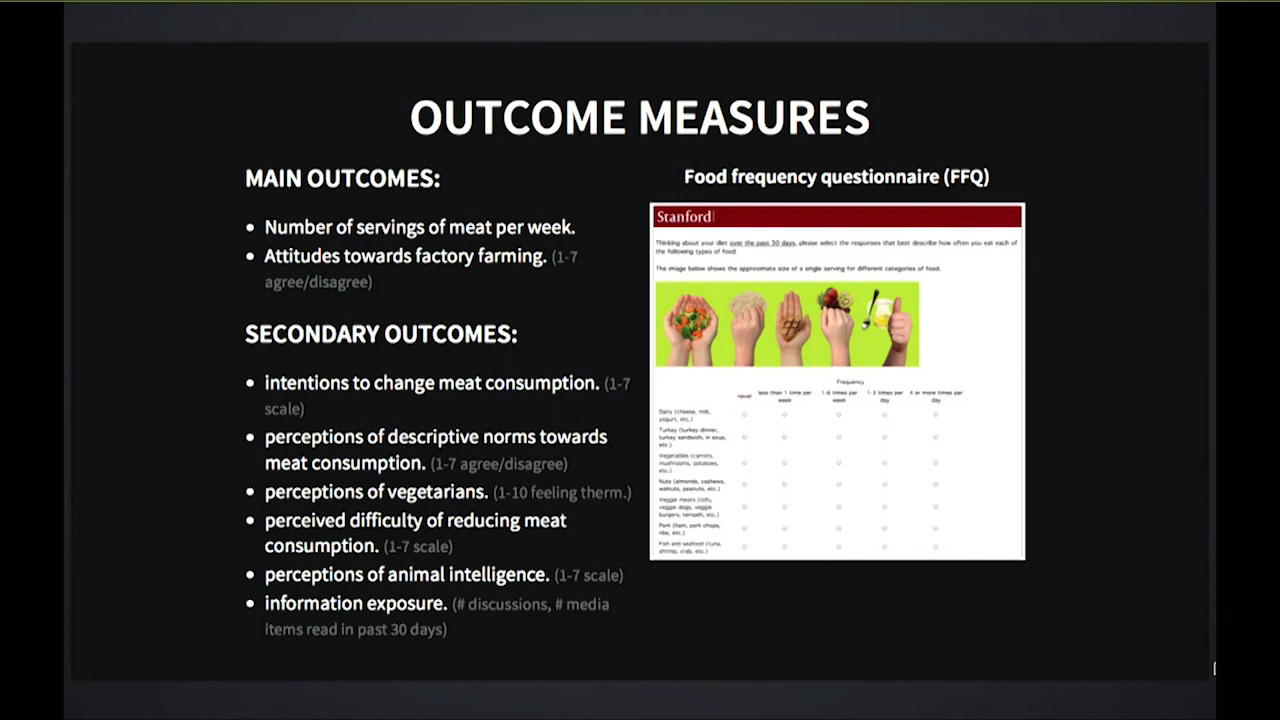 OUTCOME MEASURES
MAIN OUTCOMES:
• Number of servings of meat per week.
• Attitudes towards factory farming. (1-7
agree/disagree)
SECONDARY OUTCOMES:
• intentions to change meat consumption. (1-7
scale)
• perceptions of descriptive norms towards
meat consumption. (1-7 agree/disagree)
• perceptions of vegetarians. (1-10 feeling therm.)
• perceived difficulty of reducing meat
consumption. (1-7 scale)
• perceptions of animal intelligence. (1-7 scale)
• information exposure. (# discussions, # media
items read in past 30 days)
Food frequency questionnaire (FFQ)
Stanford
Thinking about your diet over the past 30 days, please select the responses that best describe how often you eat each of
the following types of food.
The image below shows the approximate size of a single serving for different categories of food.
Frequency
never less than 1 time per week 1-6 times per week 1-3 times per day 4 or more times per day
Dairy (cheese, milk,
yogurt, etc.)
Turkey (turkey dinner,
turkey sandwich, in soup,
etc.)
Vegetables (carrots,
mushrooms, potatoes,
etc.)
Nuts (almonds, cashews,
walnuts, peanuts, etc.)
Veggie meats (tofu,
veggie dogs, veggie
burgers, tempeh, etc.)
Pork (ham, pork chops,
ribs, etc.)
Fish and seafood (tuna,
shrimp, crab, etc.)